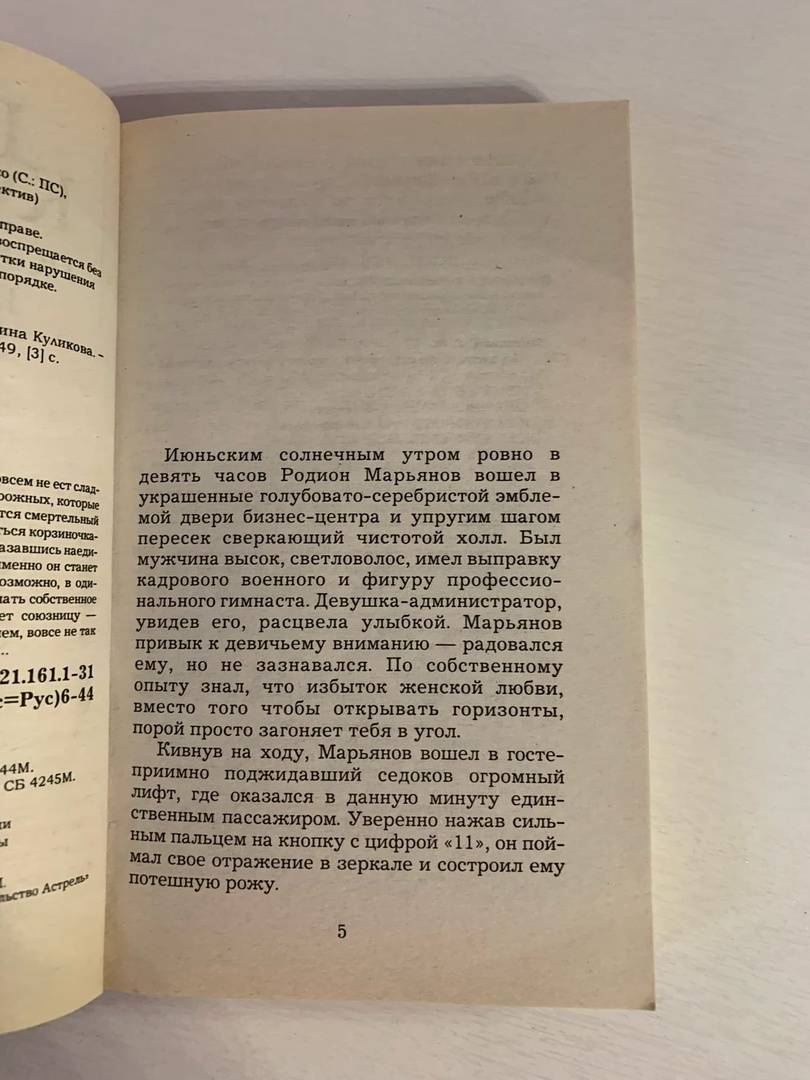 о (С.: ПС),
ктив)
праве.
воспрещается без
тки нарушения
порядке.
ина Куликова. -
49, [3] с.
овсем не ест слад-
рожных, которые
тся смертельный
ться корзиночка-
азавшись наеди-
именно он станет
озможно, в оди-
лать собственное
ет союзницу —
ем, вовсе не так
..
21.161.1-31
с=Рус)6-44
44М.
СБ 4245М.
ли
ы
льство Астрель»
Июньским солнечным утром ровно в
девять часов Родион Марьянов вошел в
украшенные голубовато-серебристой эмбле-
мой двери бизнес-центра и упругим шагом
пересек сверкающий чистотой холл. Был
мужчина высок, светловолос, имел выправку
кадрового военного и фигуру профессио-
нального гимнаста. Девушка-администратор,
увидев его, расцвела улыбкой. Марьянов
привык к девичьему вниманию — радовался
ему, но не зазнавался. По собственному
опыту знал, что избыток женской любви,
вместо того чтобы открывать горизонты,
порой просто загоняет тебя в угол.
Кивнув на ходу, Марьянов вошел в госте-
приимно поджидавший седоков огромный
лифт, где оказался в данную минуту един-
ственным пассажиром. Уверенно нажав силь-
ным пальцем на кнопку с цифрой «11», он пой-
мал свое отражение в зеркале и состроил ему
потешную рожу.
5